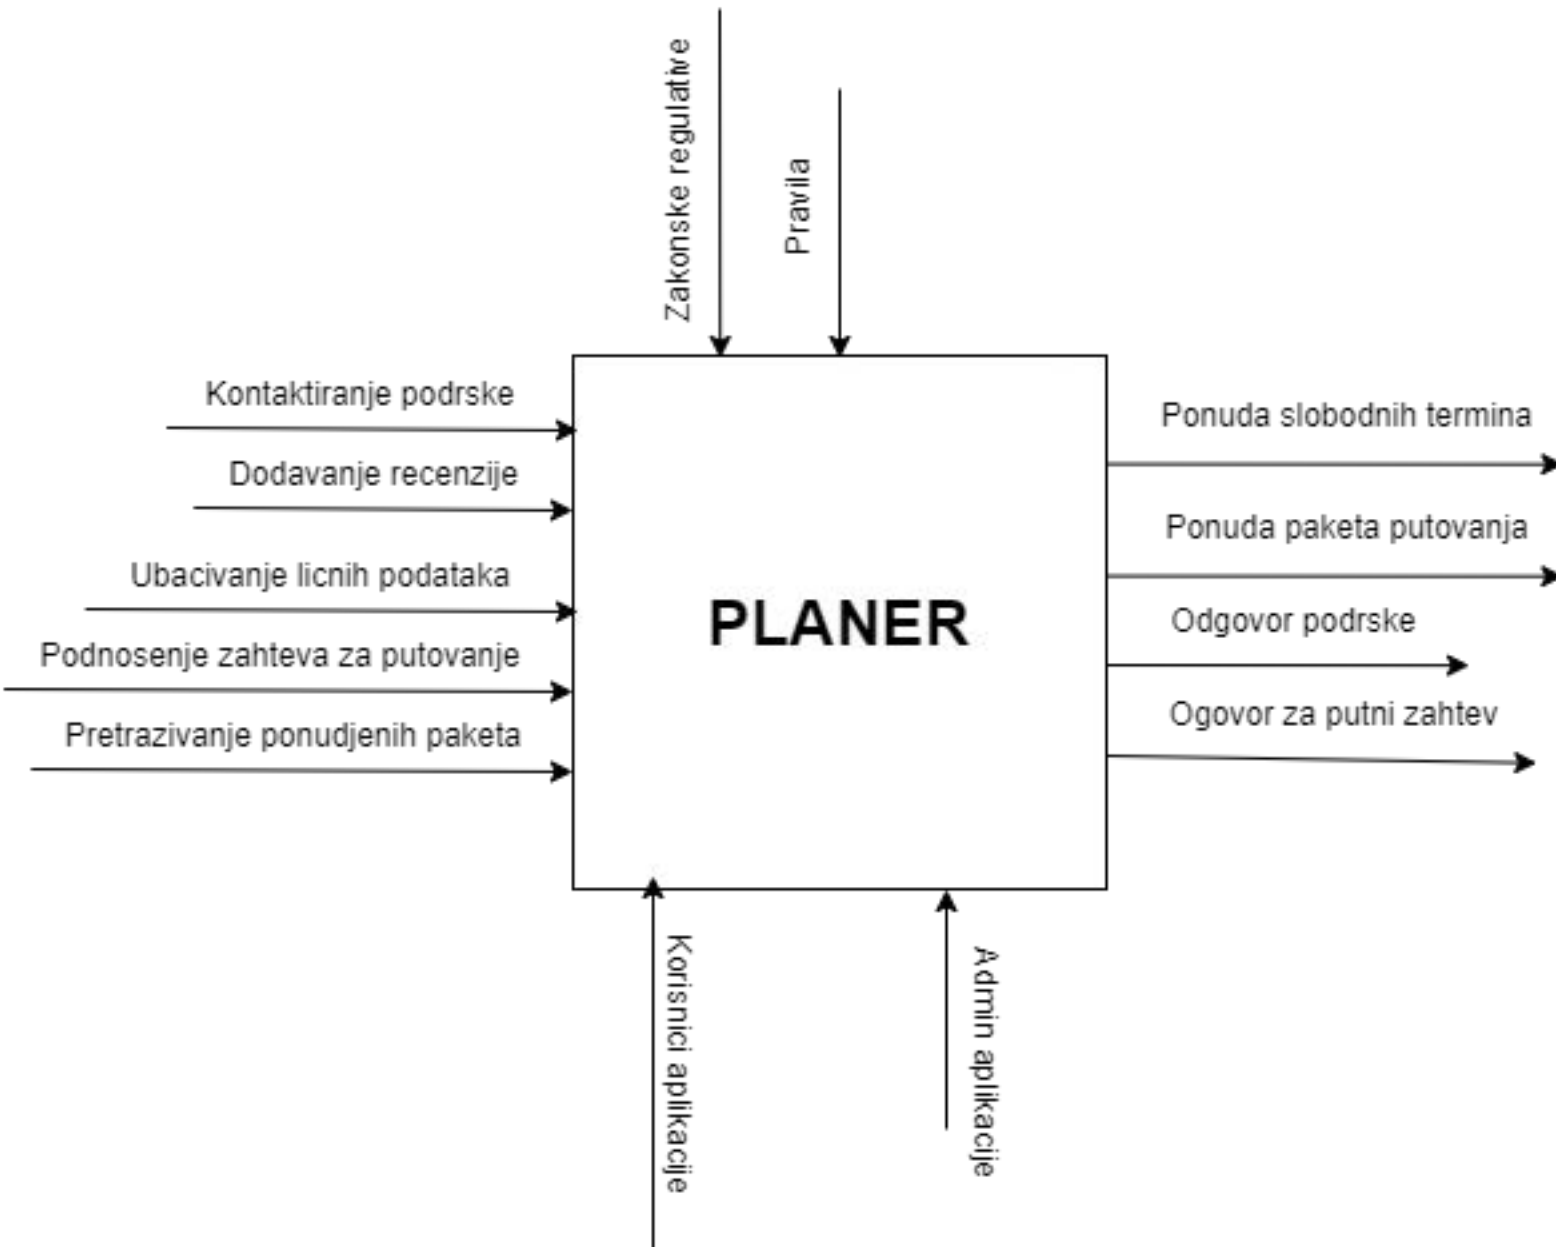 Zakonske regulative
Pravila
Kontaktiranje podrske
Dodavanje recenzije
Ubacivanje licnih podataka
Podnosenje zahteva za putovanje
Pretrazivanje ponudjenih paketa
PLANER
Ponuda slobodnih termina
Ponuda paketa putovanja
Odgovor podrske
Ogovor za putni zahtev
Korisnici aplikacije
Admin aplikacije